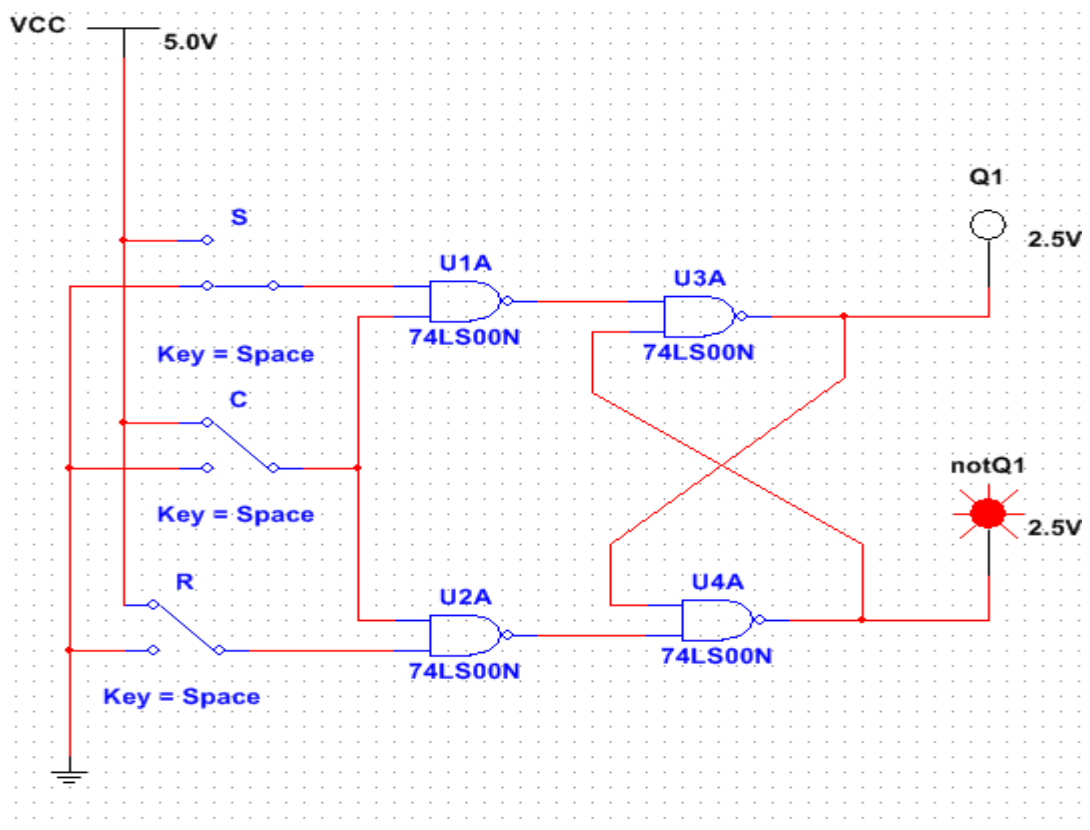 VCC
5.0V
Q1
2.5V
S
U1A
74LS00N
U3A
74LS00N
Key = Space
C
Key = Space
notQ1
2.5V
R
U2A
74LS00N
U4A
74LS00N
Key = Space